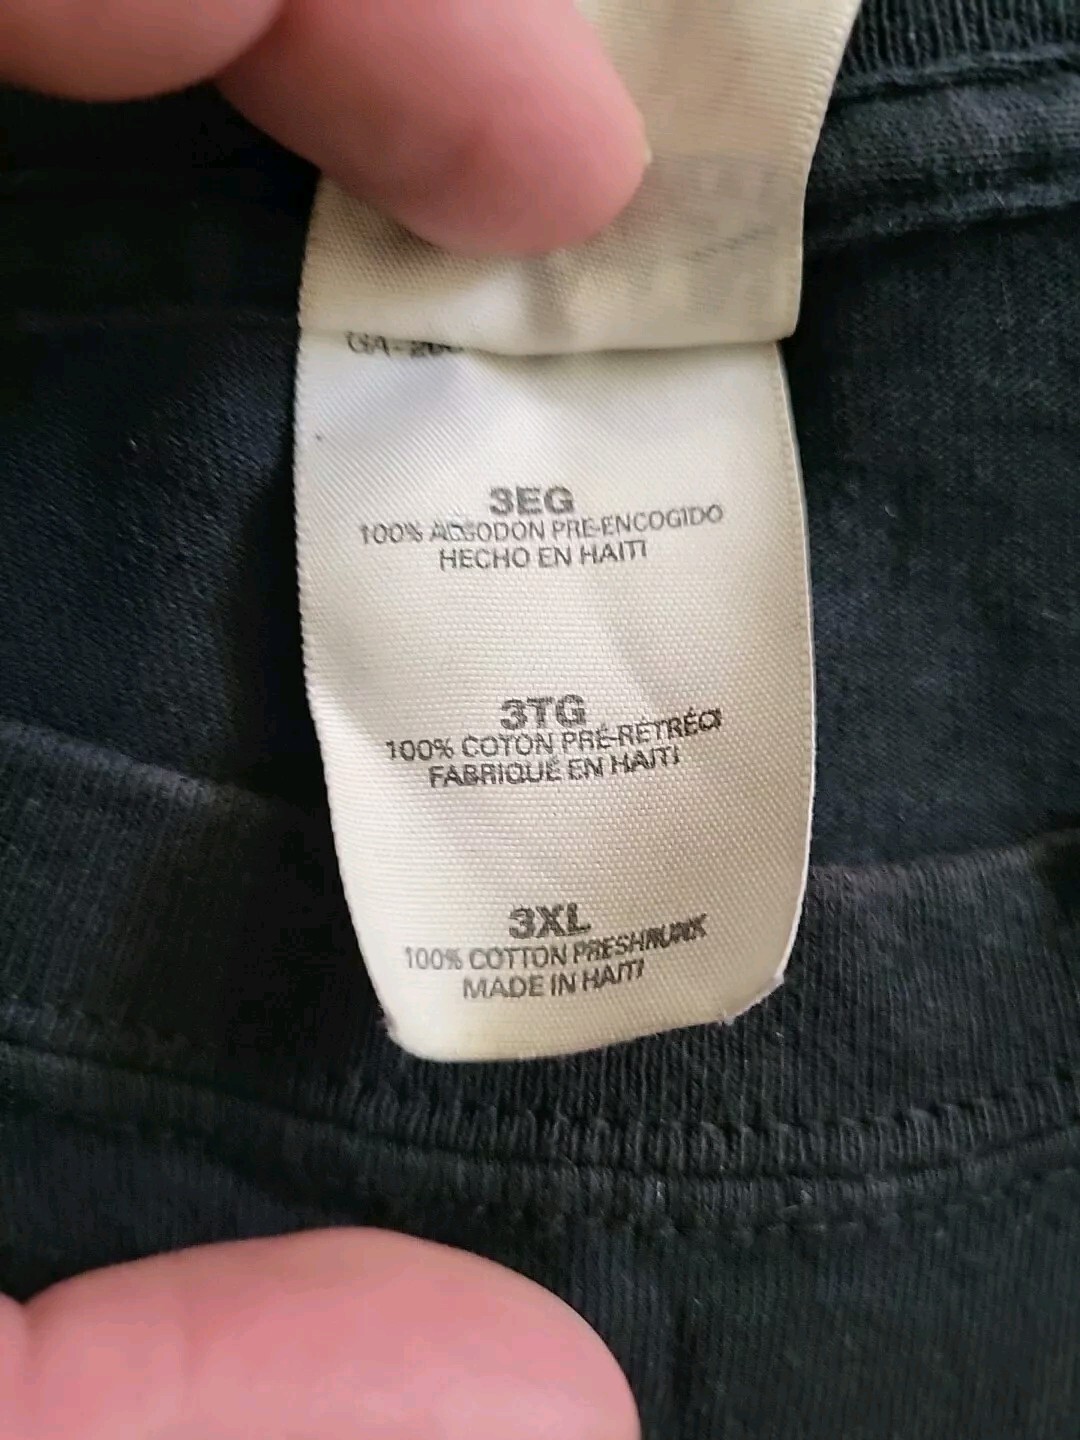 3EG
100% ALGODON PRE-ENCOGIDO
HECHO EN HAITI
3TG
100% COTON PRÉ-RÉTRÉCI
FABRIQUÉ EN HAITI
3XL
100% COTTON PRESHRUNK
MADE IN HAITI